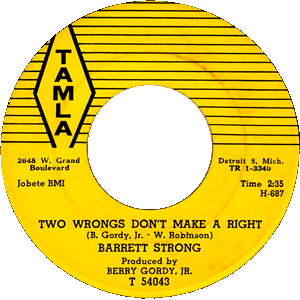 TAMLA
2648 W. Grand
Boulevard
Detroit 8, Mich.
TR 1-3340
Jobete BMI
Time 2:35
H-687
TWO WRONGS DON'T MAKE A RIGHT
(B. Gordy, Jr. - W. Robinson)
BARRETT STRONG
Produced by
BERRY GORDY, JR.
T 54043